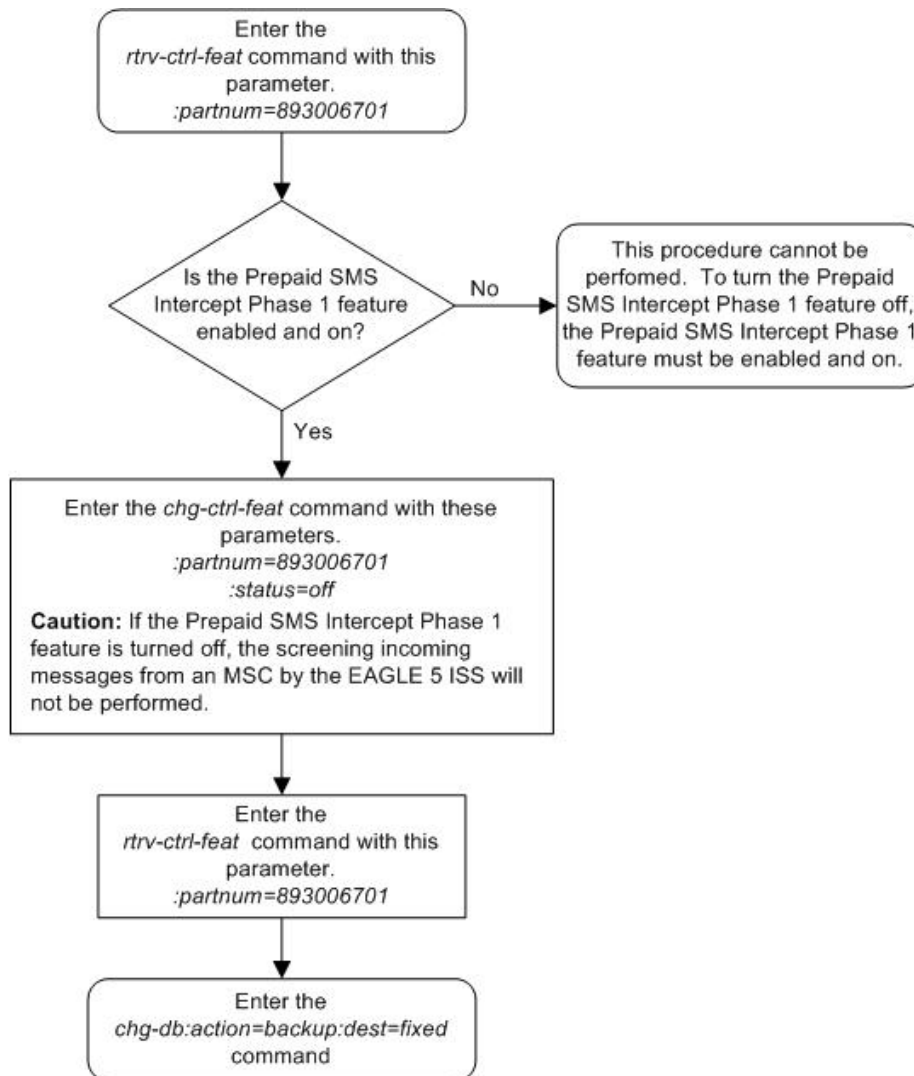 Enter the
rtrv-ctrl-feat command with this
parameter.
:partnum=893006701
Is the Prepaid SMS
Intercept Phase 1 feature
enabled and on?
No
This procedure cannot be
perfomed. To turn the Prepaid
SMS Intercept Phase 1 feature off,
the Prepaid SMS Intercept Phase 1
feature must be enabled and on.
Yes
Enter the chg-ctrl-feat command with these
parameters.
:partnum=893006701
:status=off
Caution: If the Prepaid SMS Intercept Phase 1
feature is turned off, the screening incoming
messages from an MSC by the EAGLE 5 ISS will
not be performed.
Enter the
rtrv-ctrl-feat command with this
parameter.
:partnum=893006701
Enter the
chg-db:action=backup:dest=fixed
command